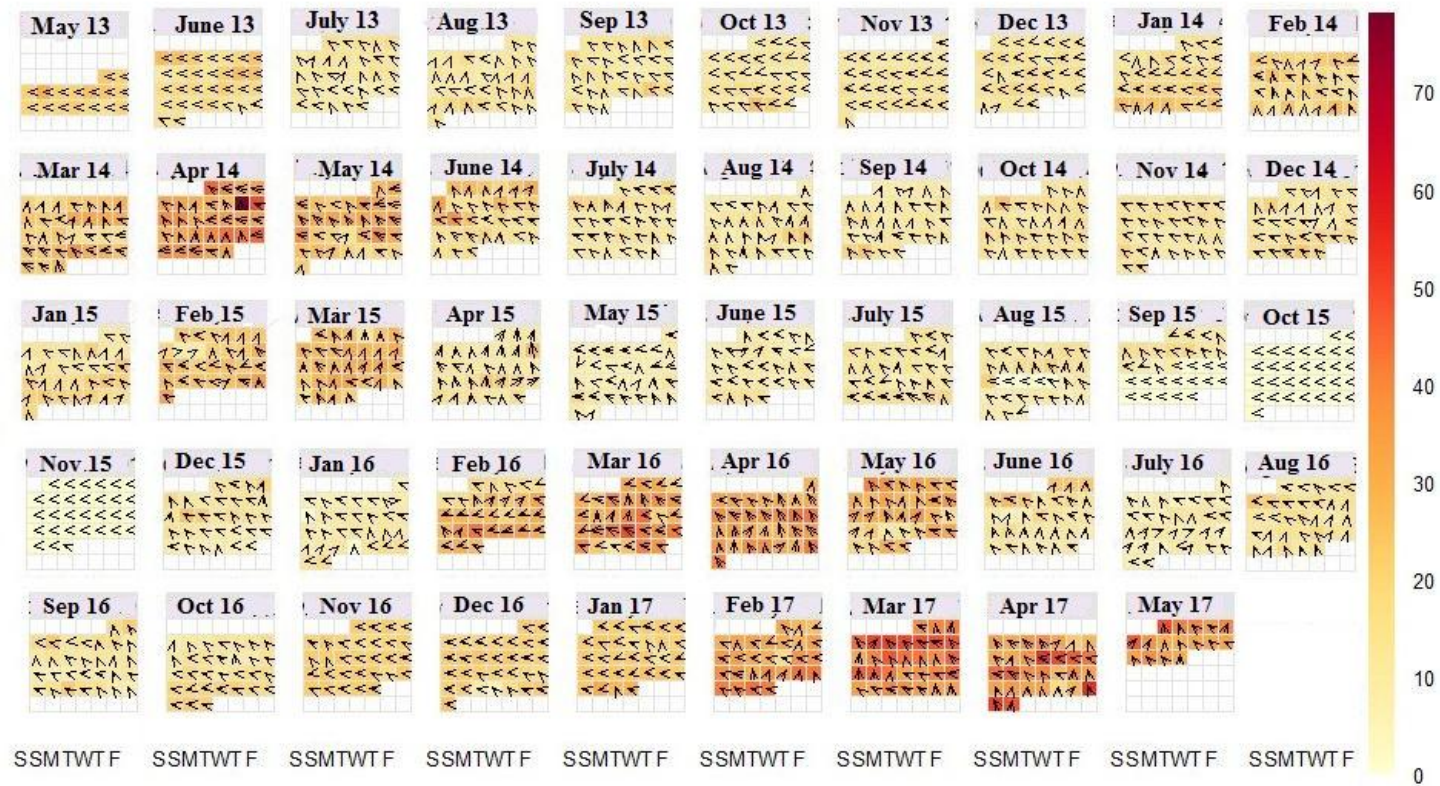 May 13 June 13 July 13 Aug 13 Sep 13 Oct 13 Nov 13 Dec 13 Jan 14 Feb 14
Mar 14 Apr 14 May 14 June 14 July 14 Aug 14 Sep 14 Oct 14 Nov 14 Dec 14
Jan 15 Feb 15 Mar 15 Apr 15 May 15 June 15 July 15 Aug 15 Sep 15 Oct 15
Nov 15 Dec 15 Jan 16 Feb 16 Mar 16 Apr 16 May 16 June 16 July 16 Aug 16
Sep 16 Oct 16 Nov 16 Dec 16 Jan 17 Feb 17 Mar 17 Apr 17 May 17
SSMTWTF SSMTWTF SSMTWTF SSMTWTF SSMTWTF SSMTWTF SSMTWTF SSMTWTF SSMTWTF SSMTWTF
70
60
50
40
30
20
10
0